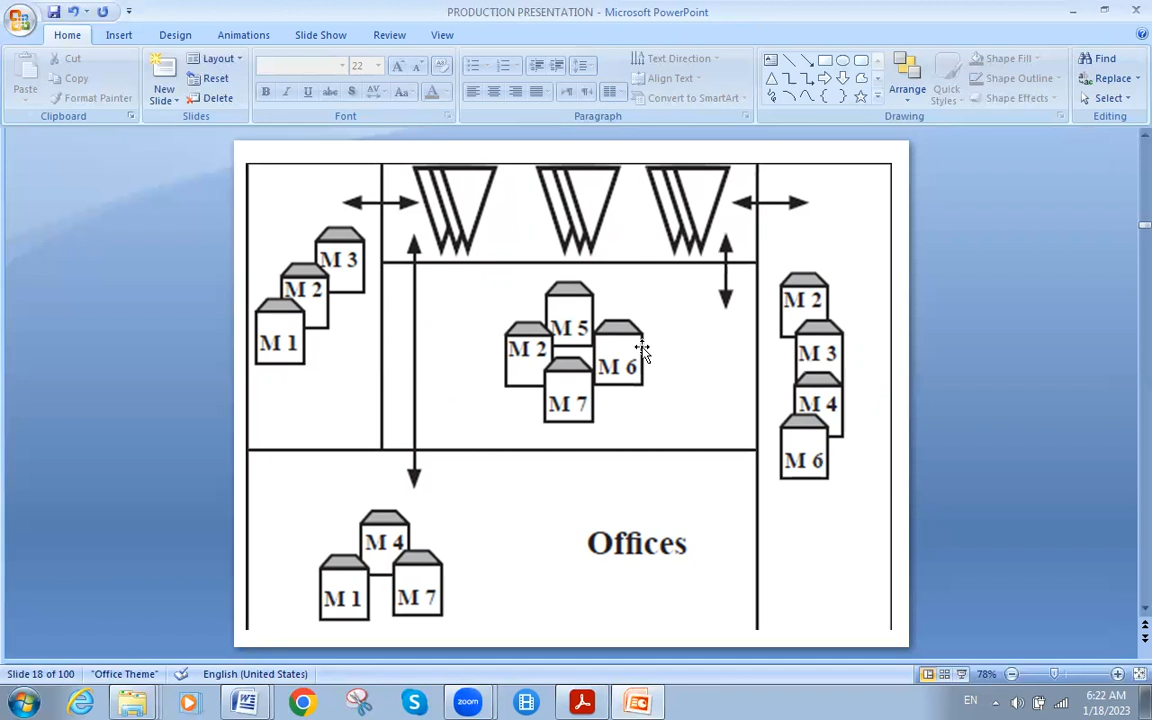 PRODUCTION PRESENTATION - Microsoft PowerPoint
Home
Insert
Design
Animations
Slide Show
Review
View
Paste
Cut
Copy
Format Painter
Clipboard
New Slide
Layout
Reset
Delete
Slides
22
B I U abe S AV Aa A
Font
Text Direction
Align Text
Convert to SmartArt
Paragraph
Arrange
Quick Styles
Shape Fill
Shape Outline
Shape Effects
Drawing
Find
Replace
Select
Editing
M 3
M 2
M 1
M 5
M 2
M 6
M 7
M 2
M 3
M 4
M 6
M 4
M 1
M 7
Offices
Slide 18 of 100
"Office Theme"
English (United States)
78%
EN
6:22 AM
1/18/2023
zoom